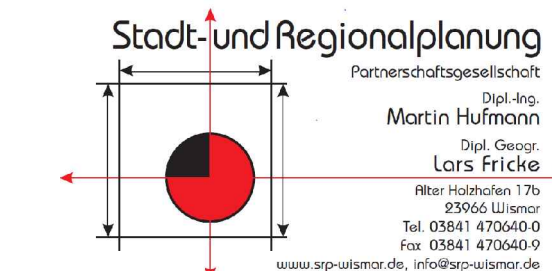 Stadt- und Regionalplanung
Partnerschaftsgesellschaft
Dipl.-Ing.
Martin Hufmann
Dipl. Geogr.
Lars Fricke
Alter Holzhafen 17b
23966 Wismar
Tel. 03841 470640-0
Fax 03841 470640-9
www.srp-wismar.de, info@srp-wismar.de